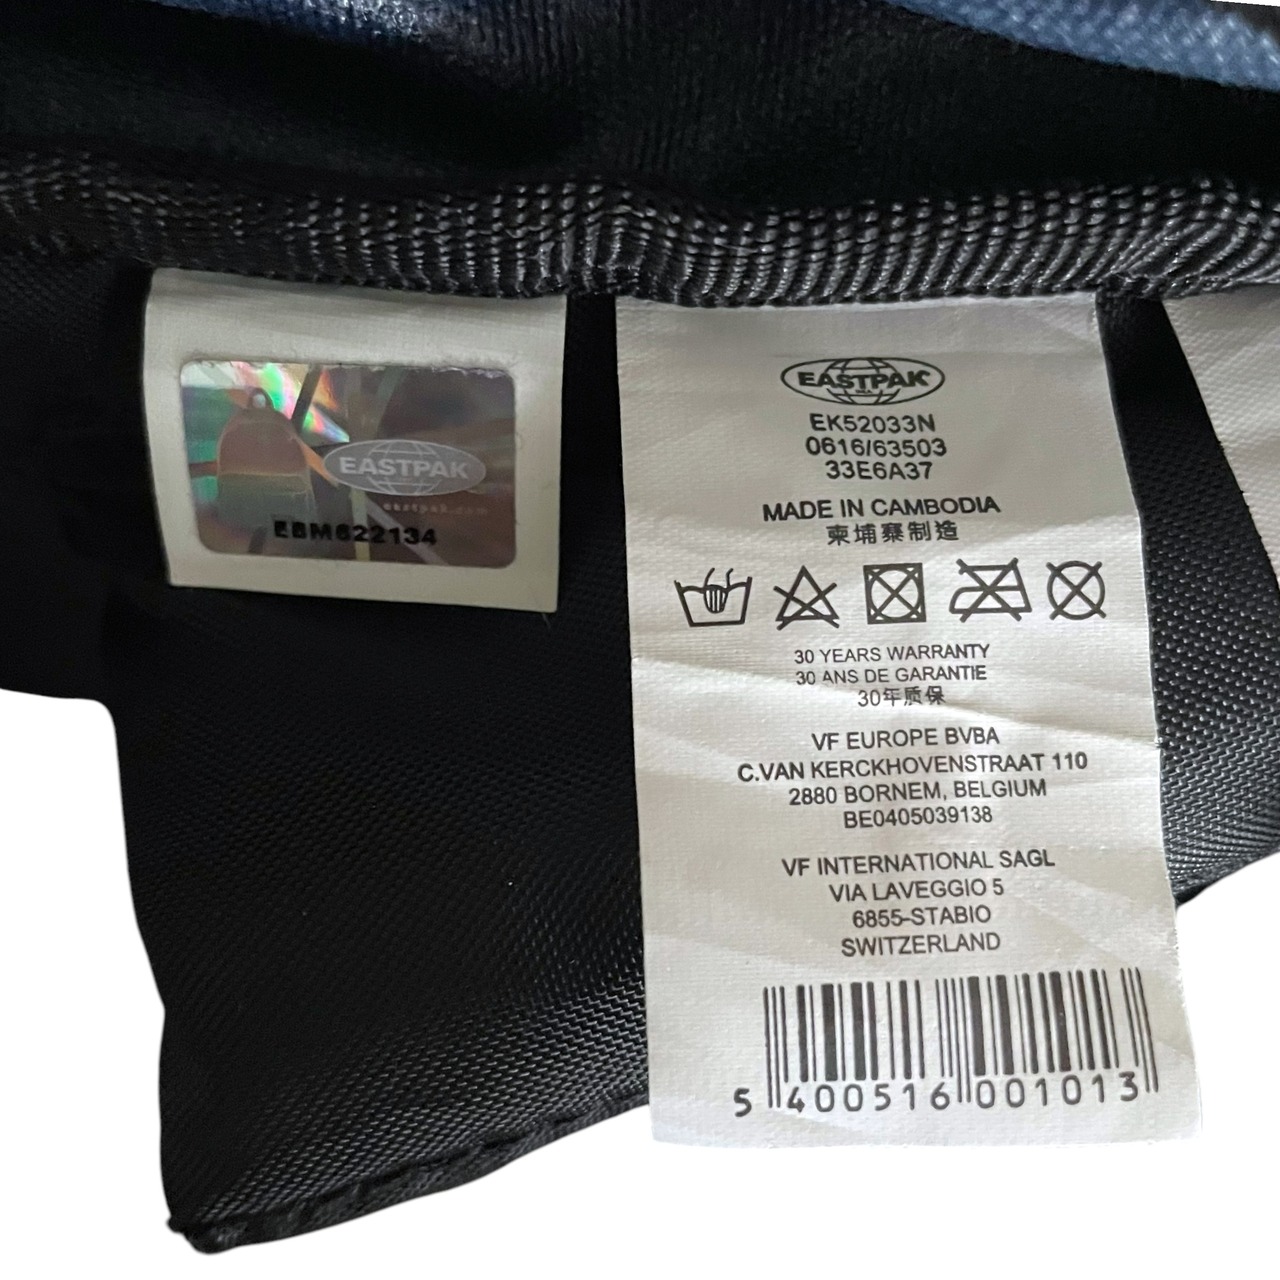 EASTPAK
eastpak.com
EBM622134
EASTPAK
EK52033N
0616/63503
33E6A37
MADE IN CAMBODIA
柬埔寨制造
30 YEARS WARRANTY
30 ANS DE GARANTIE
30年质保
VF EUROPE BVBA
C.VAN KERCKHOVENSTRAAT 110
2880 BORNEM, BELGIUM
BE0405039138
VF INTERNATIONAL SAGL
VIA LAVEGGIO 5
6855-STABIO
SWITZERLAND
5 400516 001013